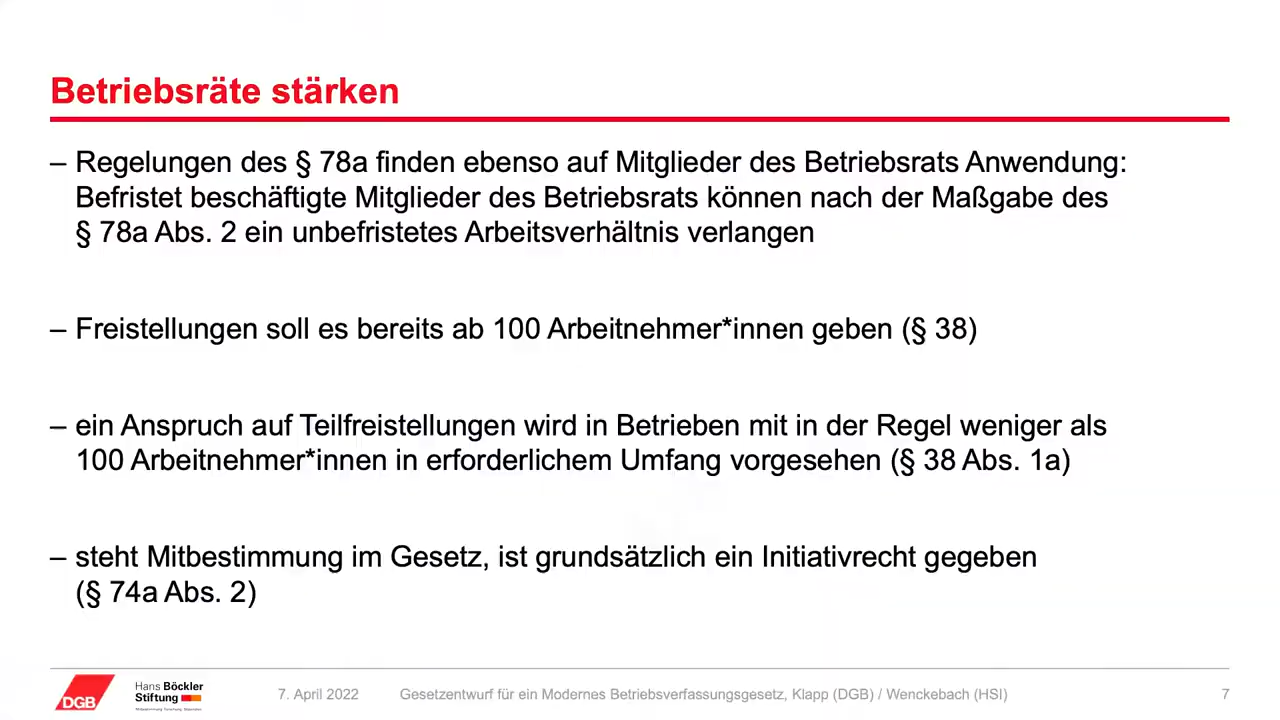 Betriebsräte stärken
– Regelungen des § 78a finden ebenso auf Mitglieder des Betriebsrats Anwendung:
Befristet beschäftigte Mitglieder des Betriebsrats können nach der Maßgabe des
§ 78a Abs. 2 ein unbefristetes Arbeitsverhältnis verlangen
– Freistellungen soll es bereits ab 100 Arbeitnehmer*innen geben (§ 38)
– ein Anspruch auf Teilfreistellungen wird in Betrieben mit in der Regel weniger als
100 Arbeitnehmer*innen in erforderlichem Umfang vorgesehen (§ 38 Abs. 1a)
– steht Mitbestimmung im Gesetz, ist grundsätzlich ein Initiativrecht gegeben
(§ 74a Abs. 2)
DGB
Hans Böckler
Stiftung
Mitbestimmung · Forschung · Stipendien
7. April 2022
Gesetzentwurf für ein Modernes Betriebsverfassungsgesetz, Klapp (DGB) / Wenckebach (HSI)
7